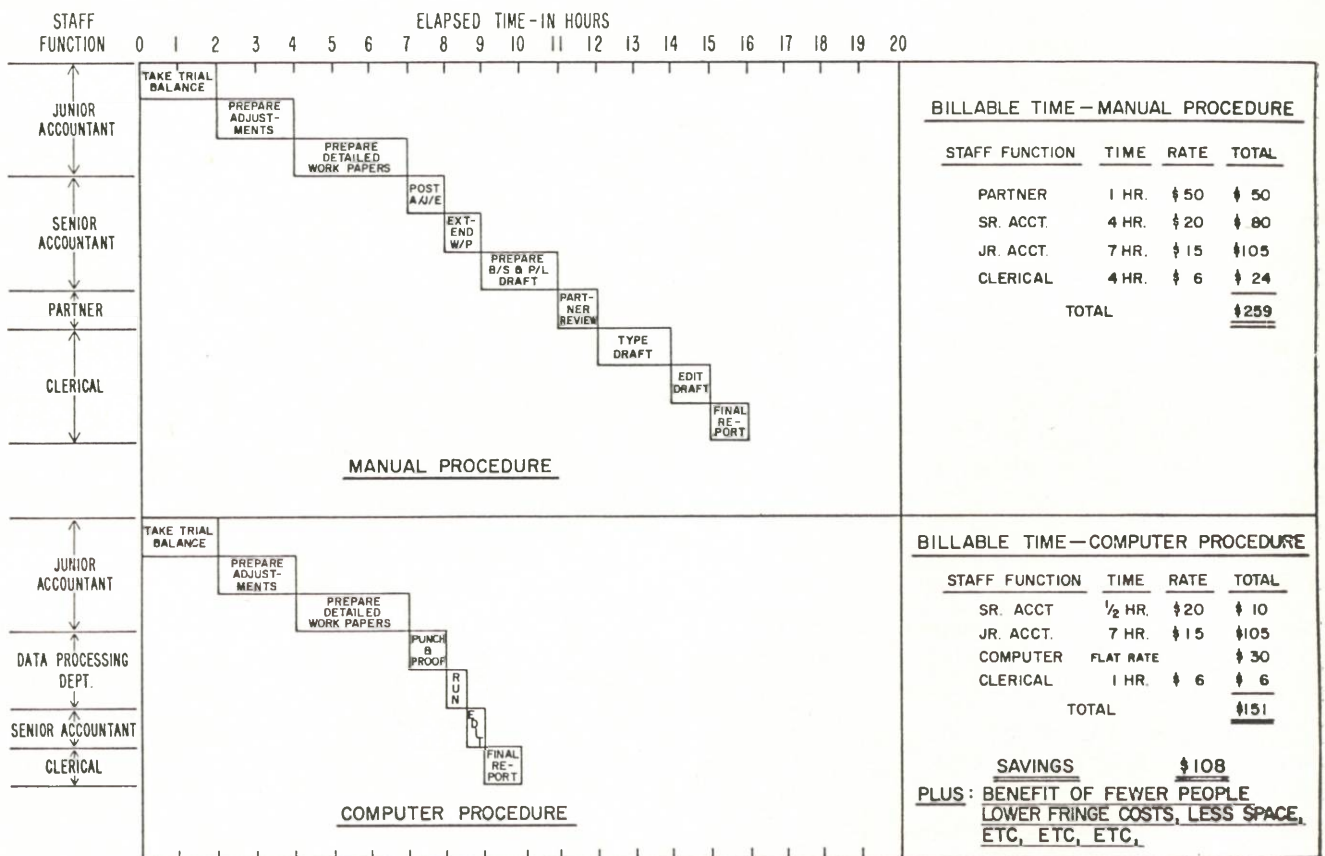 STAFF
FUNCTION
ELAPSED TIME-IN HOURS
0 1 2 3 4 5 6 7 8 9 10 11 12 13 14 15 16 17 18 19 20
JUNIOR
ACCOUNTANT
SENIOR
ACCOUNTANT
PARTNER
CLERICAL
TAKE TRIAL
BALANCE
PREPARE
ADJUST-
MENTS
PREPARE
DETAILED
WORK PAPERS
POST
A/J/E
EXT-
END
W/P
PREPARE
B/S & P/L
DRAFT
PART-
NER
REVIEW
TYPE
DRAFT
EDIT
DRAFT
FINAL
RE-
PORT
MANUAL PROCEDURE
BILLABLE TIME—MANUAL PROCEDURE
STAFF FUNCTION TIME RATE TOTAL
PARTNER 1 HR. $50 $ 50
SR. ACCT. 4 HR. $20 $ 80
JR. ACCT. 7 HR. $15 $105
CLERICAL 4 HR. $ 6 $ 24
TOTAL $259
JUNIOR
ACCOUNTANT
DATA PROCESSING
DEPT.
SENIOR ACCOUNTANT
CLERICAL
TAKE TRIAL
BALANCE
PREPARE
ADJUST-
MENTS
PREPARE
DETAILED
WORK PAPERS
PUNCH
&
PROOF
RUN
EDIT
FINAL
RE-
PORT
COMPUTER PROCEDURE
BILLABLE TIME—COMPUTER PROCEDURE
STAFF FUNCTION TIME RATE TOTAL
SR. ACCT ½ HR. $20 $ 10
JR. ACCT. 7 HR. $15 $105
COMPUTER FLAT RATE $ 30
CLERICAL 1 HR. $ 6 $ 6
TOTAL $151
SAVINGS $108
PLUS: BENEFIT OF FEWER PEOPLE
LOWER FRINGE COSTS, LESS SPACE,
ETC, ETC, ETC,